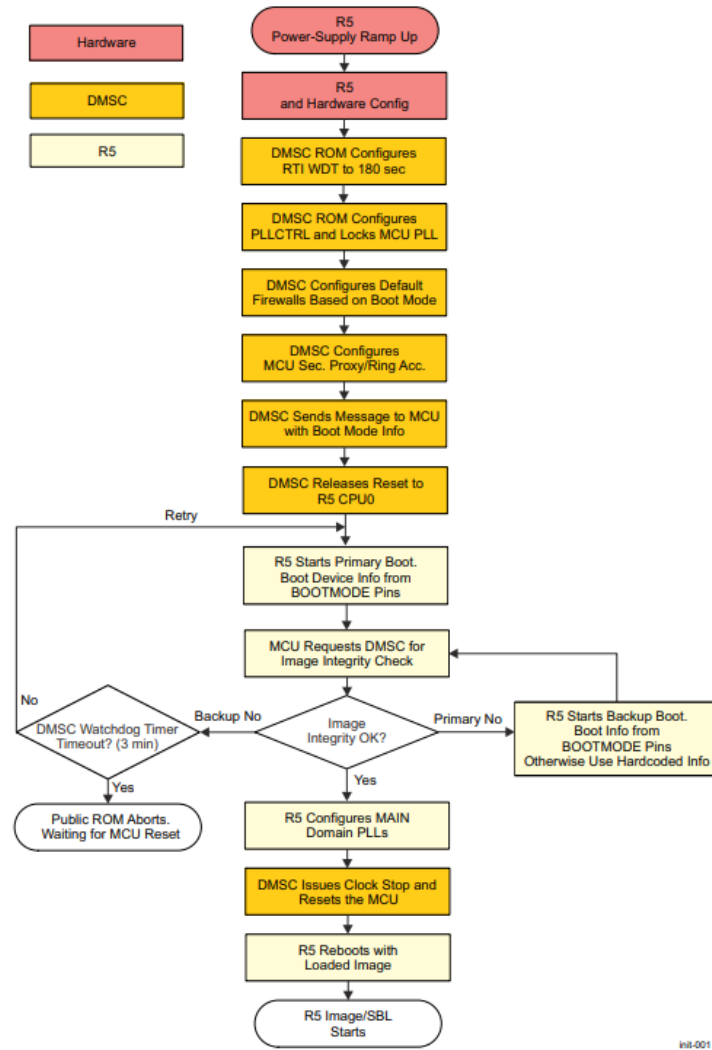 Hardware
DMSC
R5
R5
Power-Supply Ramp Up
R5
and Hardware Config
DMSC ROM Configures
RTI WDT to 180 sec
DMSC ROM Configures
PLLCTRL and Locks MCU PLL
DMSC Configures Default
Firewalls Based on Boot Mode
DMSC Configures
MCU Sec. Proxy/Ring Acc.
DMSC Sends Message to MCU
with Boot Mode Info
DMSC Releases Reset to
R5 CPU0
Retry
R5 Starts Primary Boot.
Boot Device Info from
BOOTMODE Pins
MCU Requests DMSC for
Image Integrity Check
No
DMSC Watchdog Timer
Timeout? (3 min)
Backup No
Image
Integrity OK?
Primary No
R5 Starts Backup Boot.
Boot Info from
BOOTMODE Pins
Otherwise Use Hardcoded Info
Yes
Yes
Public ROM Aborts.
Waiting for MCU Reset
R5 Configures MAIN
Domain PLLs
DMSC Issues Clock Stop and
Resets the MCU
R5 Reboots with
Loaded Image
R5 Image/SBL
Starts
init-001